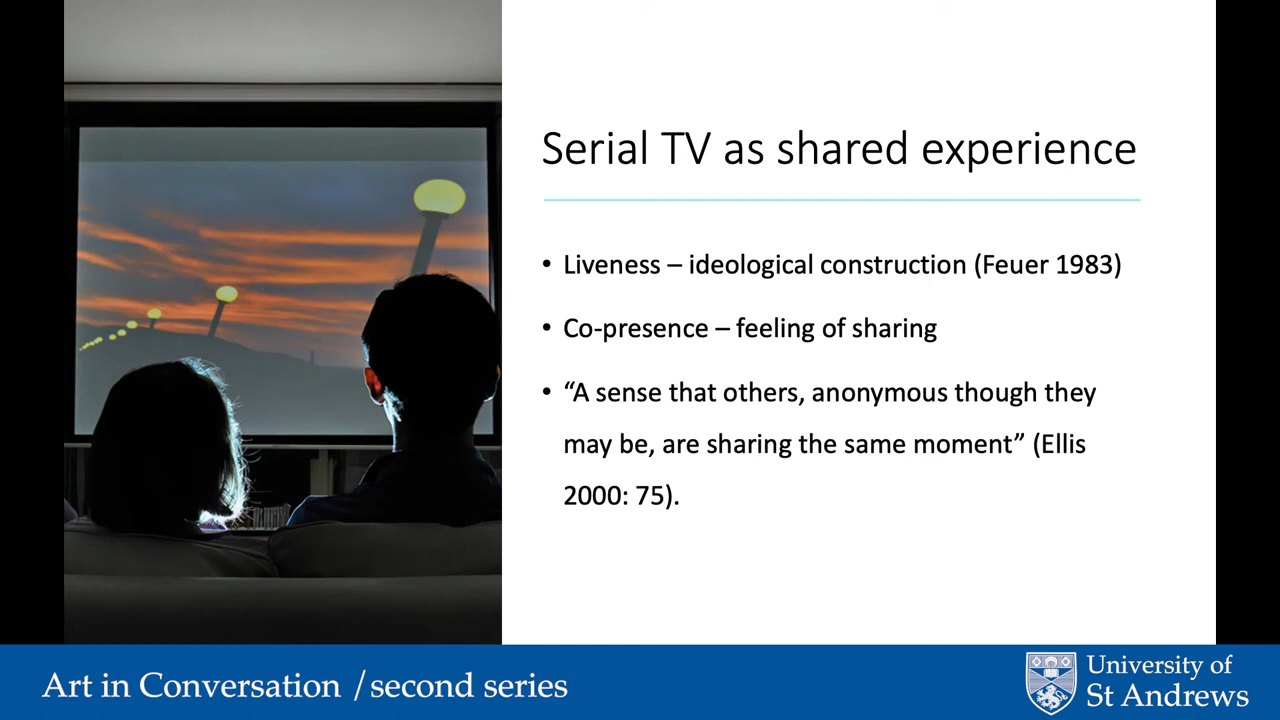 Serial TV as shared experience
• Liveness – ideological construction (Feuer 1983)
• Co-presence – feeling of sharing
• “A sense that others, anonymous though they
may be, are sharing the same moment” (Ellis
2000: 75).
Art in Conversation / second series
University of
St Andrews